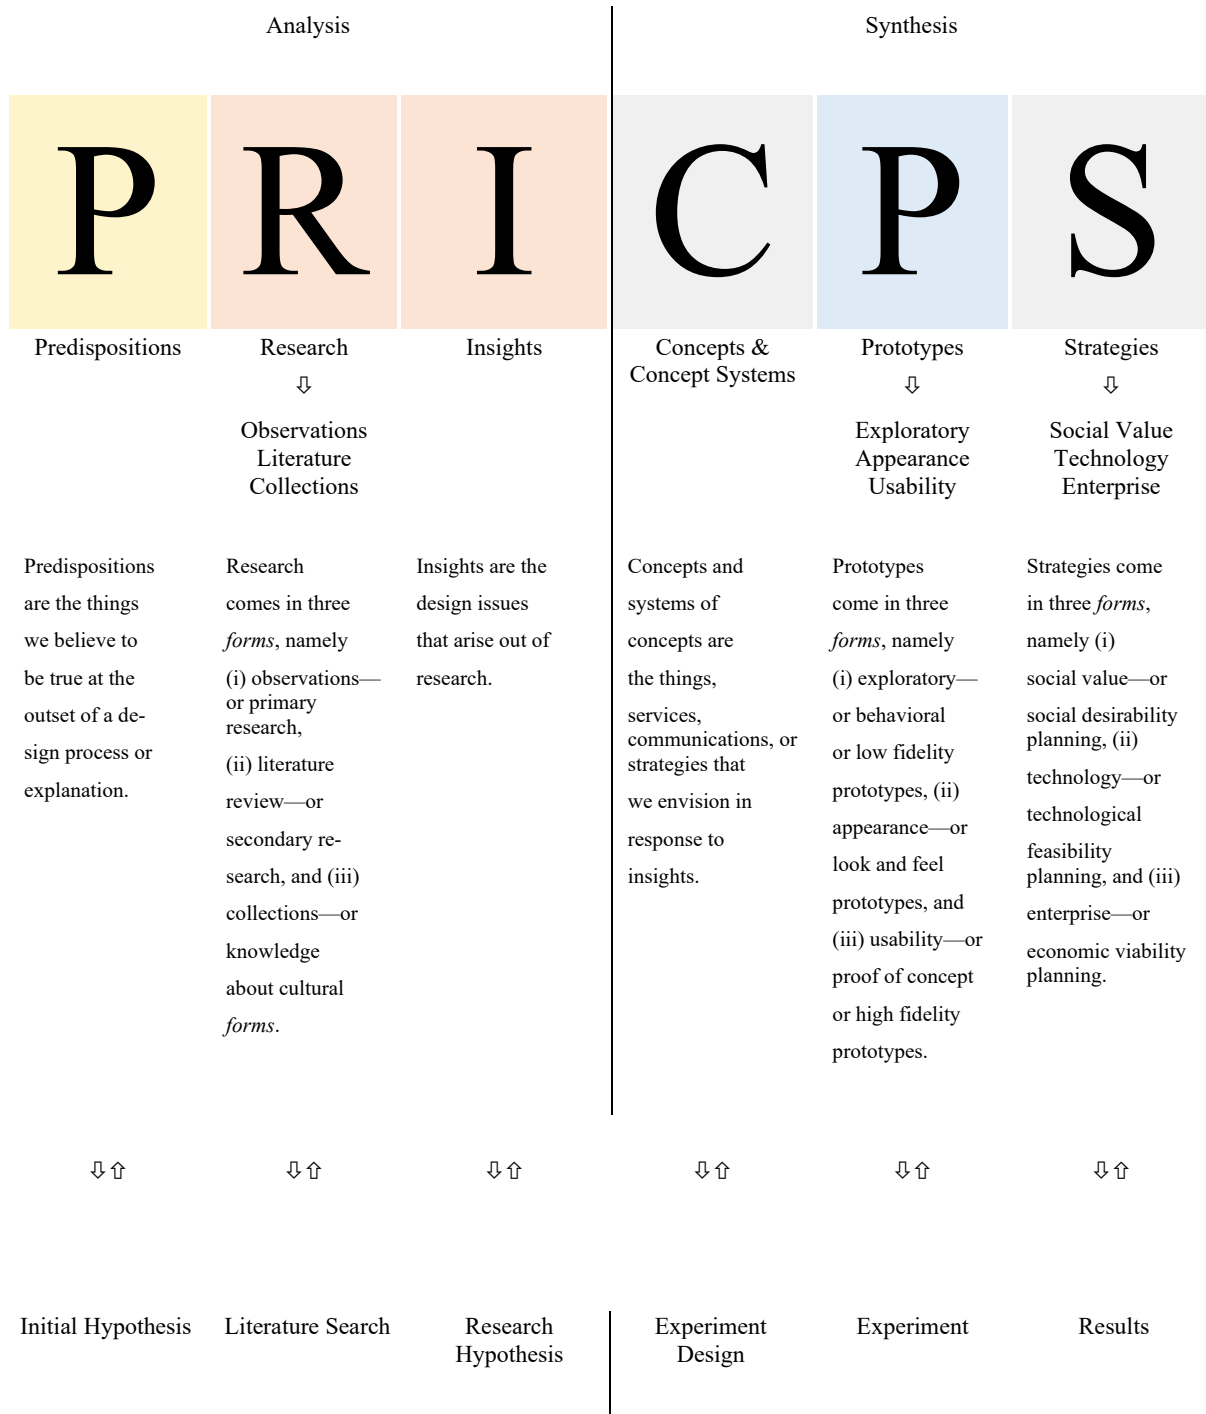 Analysis
Synthesis
P
R
I
C
P
S
Predispositions
Research
⇩
Observations
Literature
Collections
Insights
Concepts &
Concept Systems
Prototypes
⇩
Exploratory
Appearance
Usability
Strategies
⇩
Social Value
Technology
Enterprise
Predispositions
are the things
we believe to
be true at the
outset of a de-
sign process or
explanation.
Research
comes in three
forms, namely
(i) observations—
or primary
research,
(ii) literature
review—or
secondary re-
search, and (iii)
collections—or
knowledge
about cultural
forms.
Insights are the
design issues
that arise out of
research.
Concepts and
systems of
concepts are
the things,
services,
communications, or
strategies that
we envision in
response to
insights.
Prototypes
come in three
forms, namely
(i) exploratory—
or behavioral
or low fidelity
prototypes, (ii)
appearance—or
look and feel
prototypes, and
(iii) usability—or
proof of concept
or high fidelity
prototypes.
Strategies come
in three forms,
namely (i)
social value—or
social desirability
planning, (ii)
technology—or
technological
feasibility
planning, and (iii)
enterprise—or
economic viability
planning.
⇩⇧
⇩⇧
⇩⇧
⇩⇧
⇩⇧
⇩⇧
Initial Hypothesis
Literature Search
Research
Hypothesis
Experiment
Design
Experiment
Results